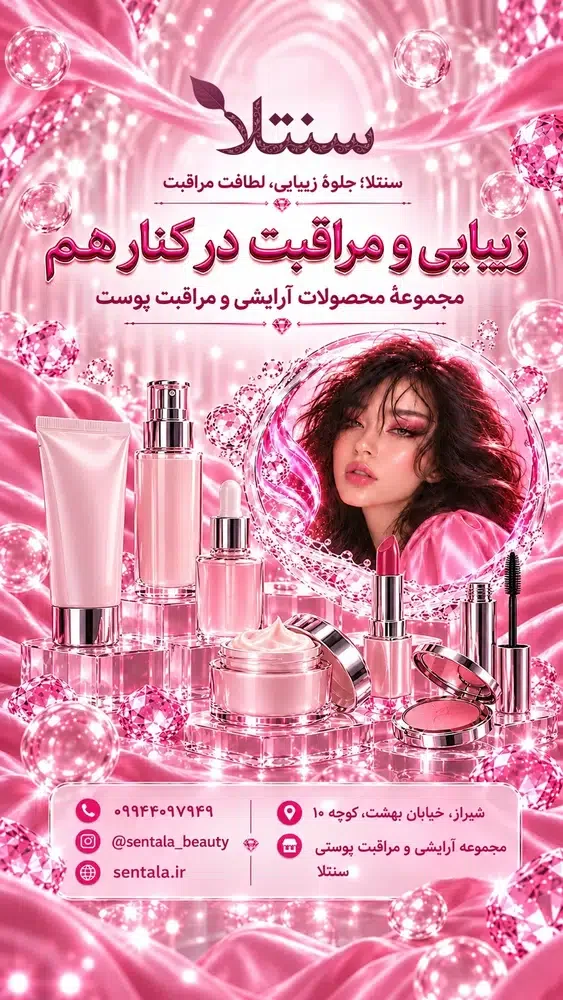 سنتلا
سنتلا؛ جلوهٔ زیبایی، لطافت مراقبت
زیبایی و مراقبت در کنار هم
مجموعهٔ محصولات آرایشی و مراقبت پوست
شیراز، خیابان بهشت، کوچه ۱۰
مجموعه آرایشی و مراقبت پوستی
سنتلا
۰۹۹۴۴۰۹۷۹۴۹
@sentala_beauty
sentala.ir